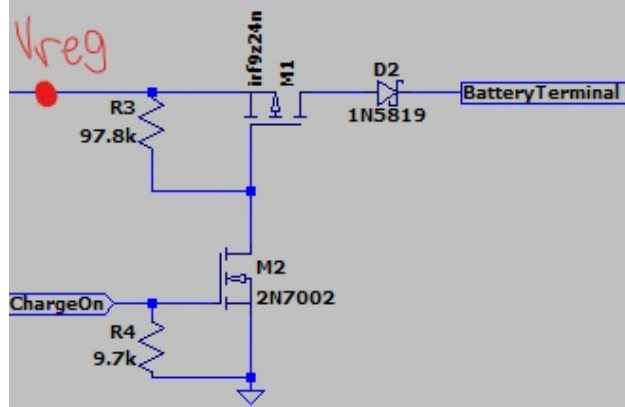 Vreg
irf9z24n
M1
D2
1N5819
BatteryTerminal
R3
97.8k
M2
2N7002
ChargeOn
R4
9.7k